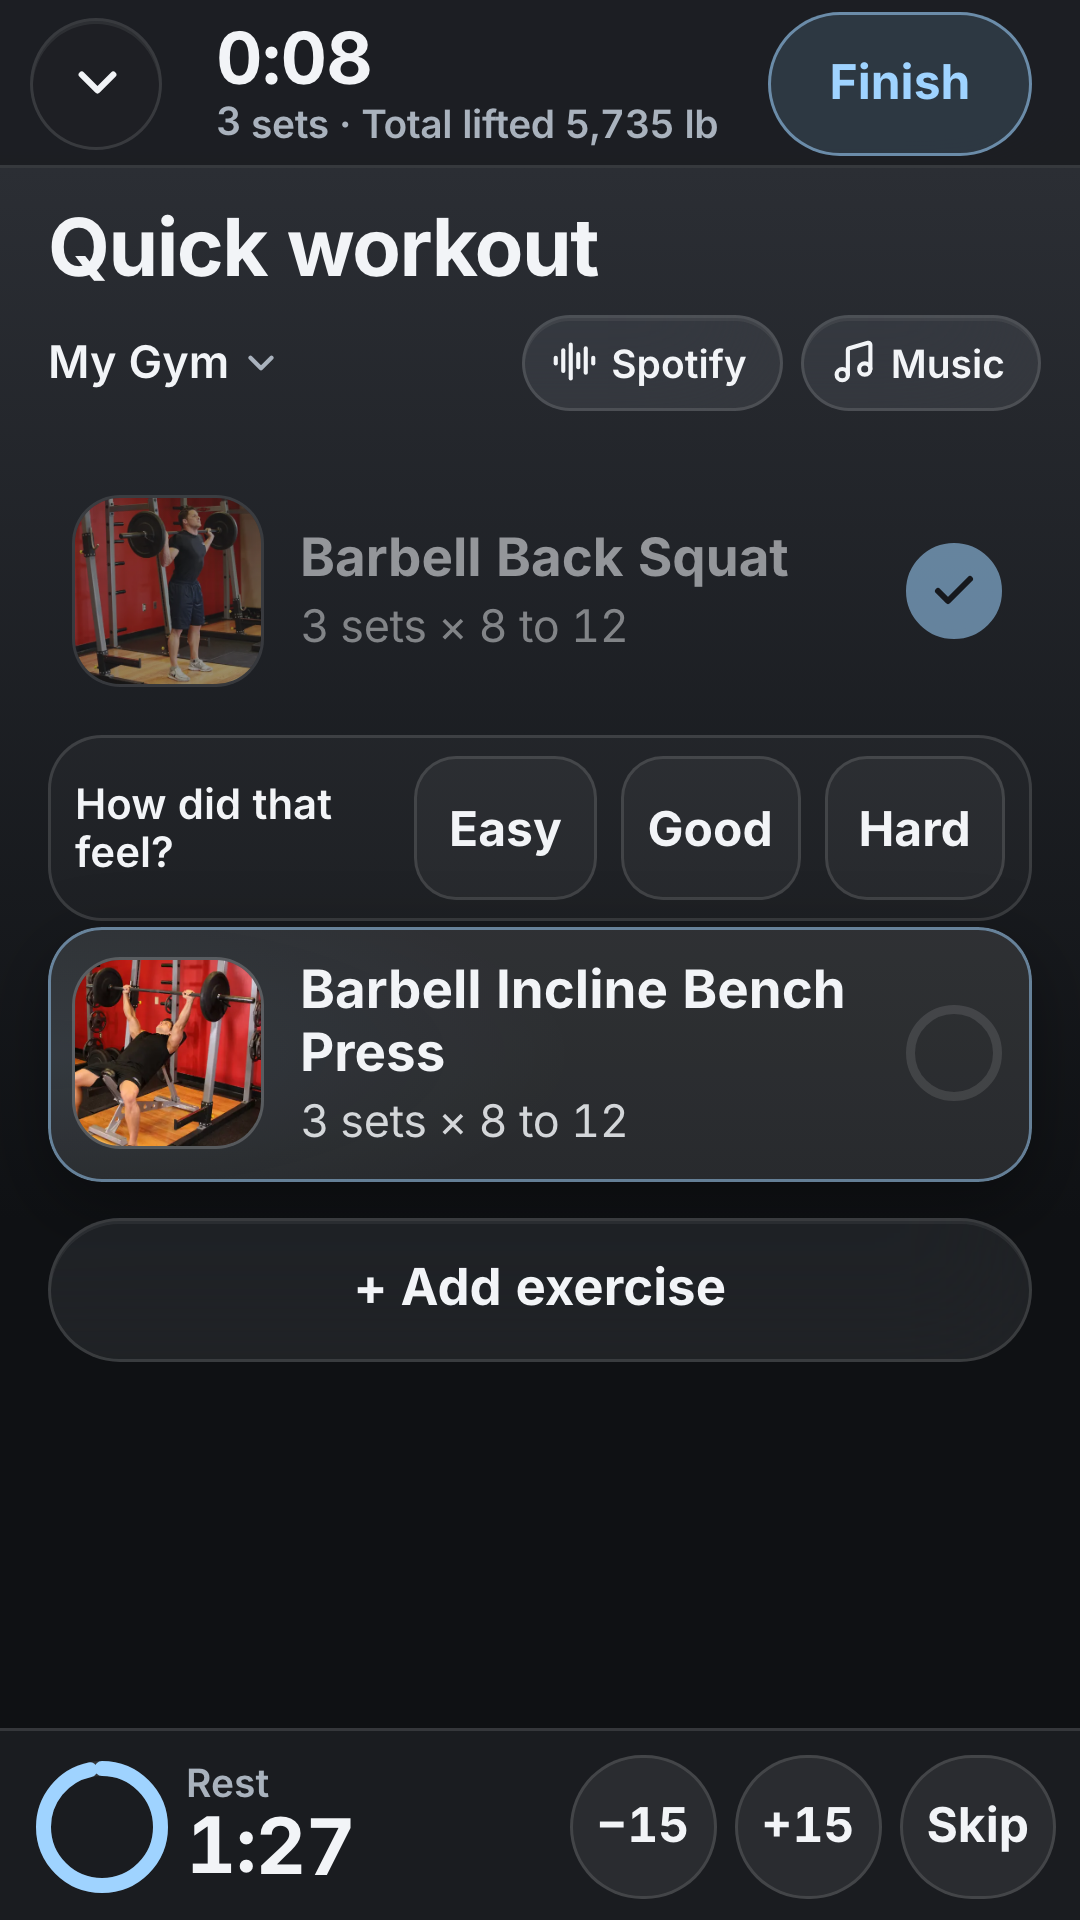 0:08
3 sets · Total lifted 5,735 lb
Finish
Quick workout
My Gym
Spotify
Music
Barbell Back Squat
3 sets × 8 to 12
How did that
feel?
Easy
Good
Hard
Barbell Incline Bench
Press
3 sets × 8 to 12
+ Add exercise
Rest
1:27
−15
+15
Skip